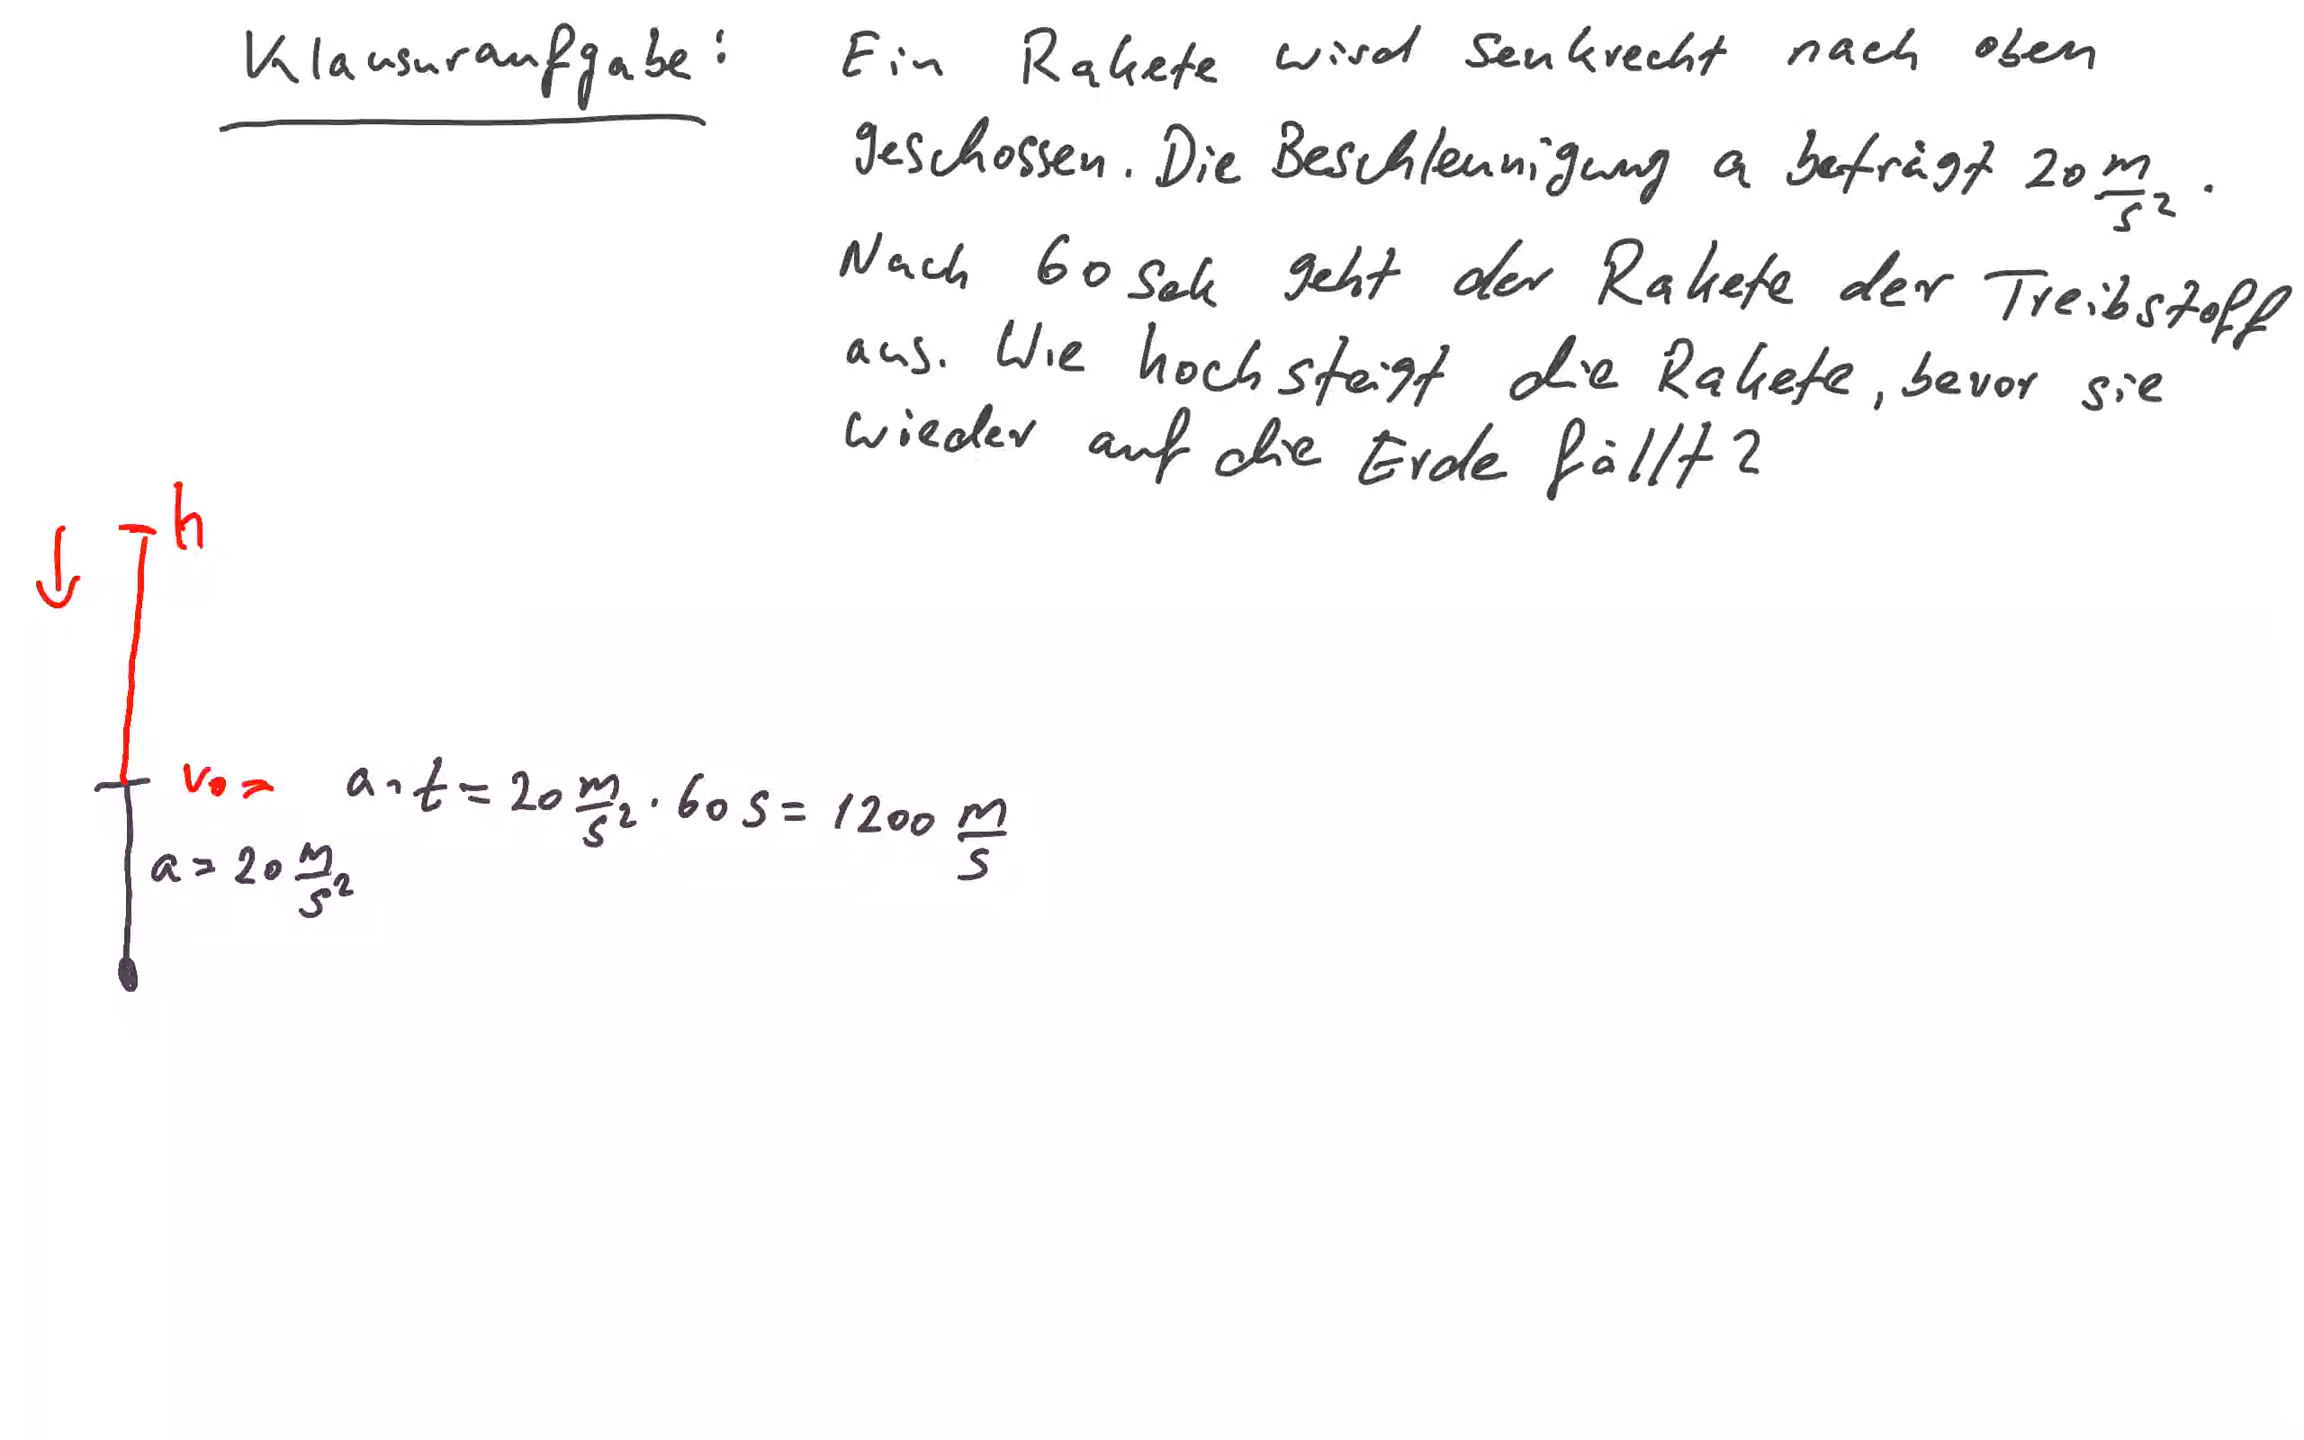 Klausuraufgabe: Ein Rakete wird senkrecht nach oben
geschossen. Die Beschleunigung a beträgt 20 m/s².
Nach 60 Sek geht der Rakete der Treibstoff
aus. Wie hoch steigt die Rakete, bevor sie
wieder auf die Erde fällt?
h
v₀ = a · t = 20 m/s² · 60 s = 1200 m/s
a = 20 m/s²